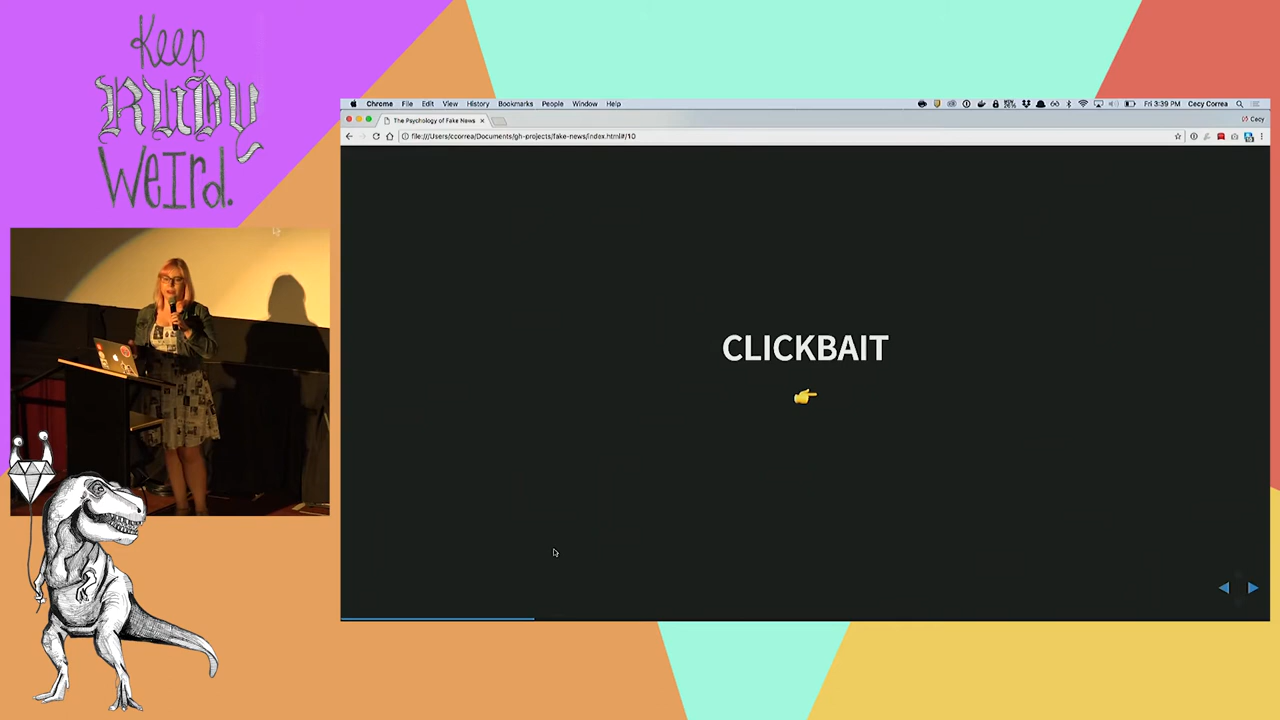 Keep
RUBY
WeIrd.
Chrome File Edit View History Bookmarks People Window Help
Fri 3:39 PM Cecy Correa
The Psychology of Fake News
Cecy
file:///Users/ccorrea/Documents/gh-projects/fake-news/index.html#/10
CLICKBAIT